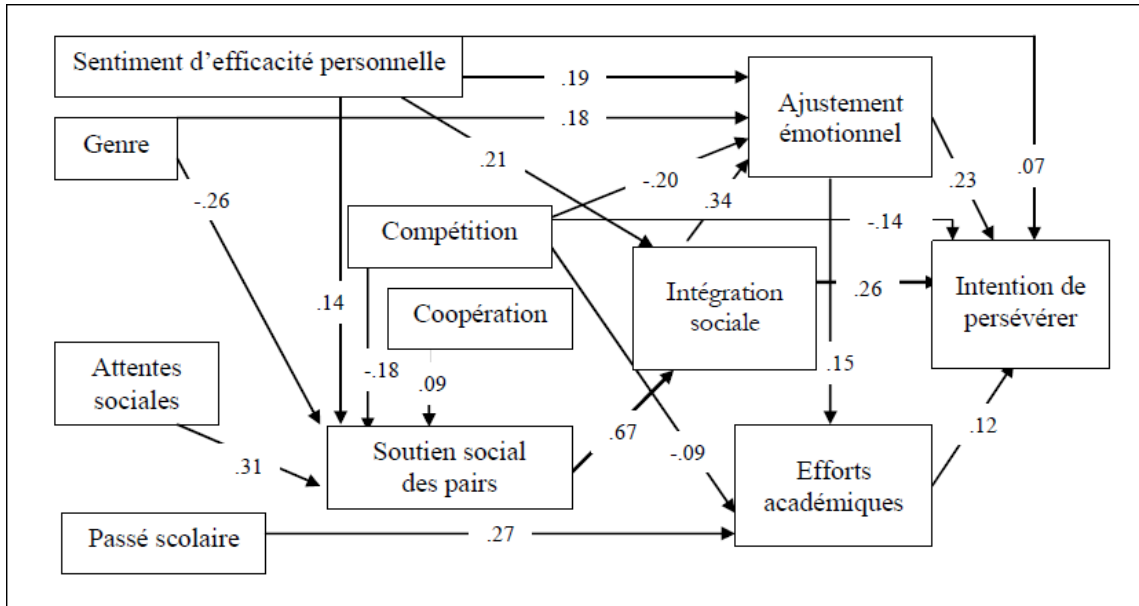 Sentiment d'efficacité personnelle
.19
Ajustement
émotionnel
Genre
.18
.21
-.20
.34
.23
.07
-.26
Compétition
-.14
.14
Coopération
Intégration
sociale
.26
Intention de
persévérer
Attentes
sociales
-.18
.09
.15
.31
Soutien social
des pairs
.67
-.09
.12
Efforts
académiques
Passé scolaire
.27